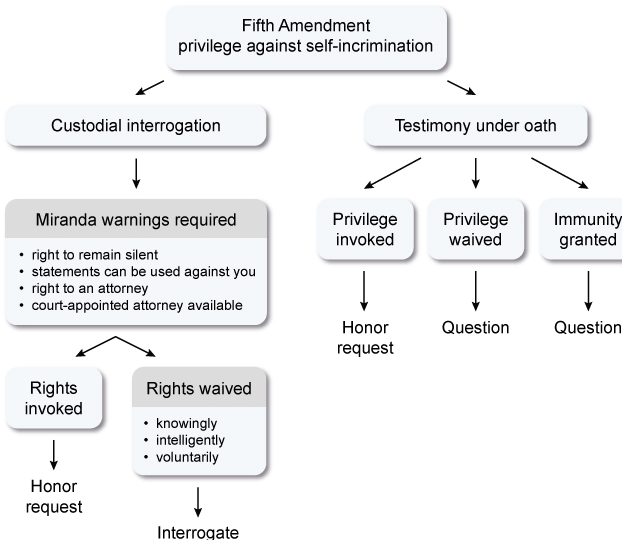 Fifth Amendment
privilege against self-incrimination
Custodial interrogation
Testimony under oath
Miranda warnings required
• right to remain silent
• statements can be used against you
• right to an attorney
• court-appointed attorney available
Privilege
invoked
Privilege
waived
Immunity
granted
Honor
request
Question
Question
Rights
invoked
Rights waived
• knowingly
• intelligently
• voluntarily
Honor
request
Interrogate